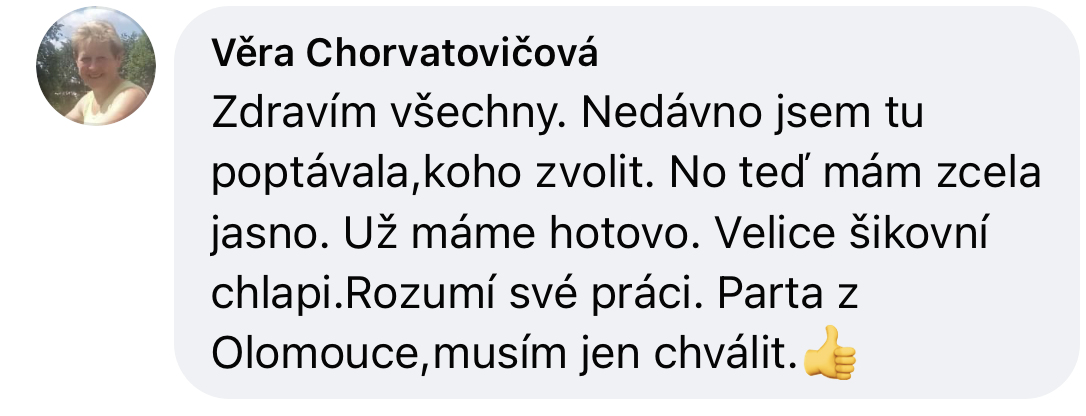 Věra Chorvatovičová
Zdravím všechny. Nedávno jsem tu
poptávala,koho zvolit. No teď mám zcela
jasno. Už máme hotovo. Velice šikovní
chlapi.Rozumí své práci. Parta z
Olomouce,musím jen chválit.👍